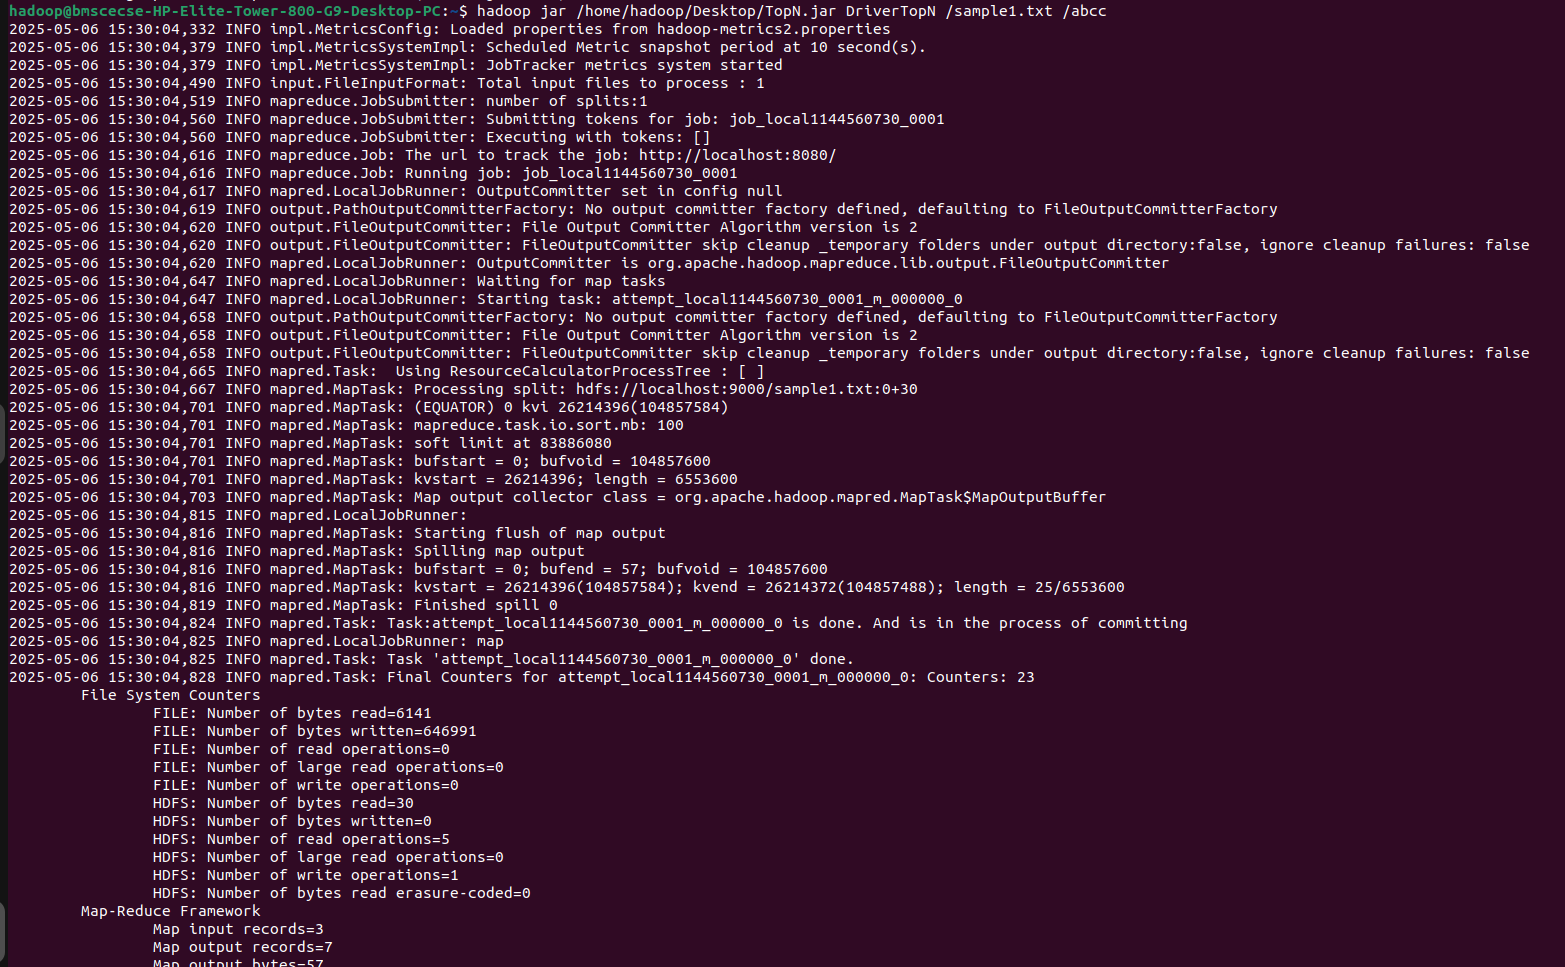 hadoop@bmscecse-HP-Elite-Tower-800-G9-Desktop-PC:~$ hadoop jar /home/hadoop/Desktop/TopN.jar DriverTopN /sample1.txt /abcc
2025-05-06 15:30:04,332 INFO impl.MetricsConfig: Loaded properties from hadoop-metrics2.properties
2025-05-06 15:30:04,379 INFO impl.MetricsSystemImpl: Scheduled Metric snapshot period at 10 second(s).
2025-05-06 15:30:04,379 INFO impl.MetricsSystemImpl: JobTracker metrics system started
2025-05-06 15:30:04,490 INFO input.FileInputFormat: Total input files to process : 1
2025-05-06 15:30:04,519 INFO mapreduce.JobSubmitter: number of splits:1
2025-05-06 15:30:04,560 INFO mapreduce.JobSubmitter: Submitting tokens for job: job_local1144560730_0001
2025-05-06 15:30:04,560 INFO mapreduce.JobSubmitter: Executing with tokens: []
2025-05-06 15:30:04,616 INFO mapreduce.Job: The url to track the job: http://localhost:8080/
2025-05-06 15:30:04,616 INFO mapreduce.Job: Running job: job_local1144560730_0001
2025-05-06 15:30:04,617 INFO mapred.LocalJobRunner: OutputCommitter set in config null
2025-05-06 15:30:04,619 INFO output.PathOutputCommitterFactory: No output committer factory defined, defaulting to FileOutputCommitterFactory
2025-05-06 15:30:04,620 INFO output.FileOutputCommitter: File Output Committer Algorithm version is 2
2025-05-06 15:30:04,620 INFO output.FileOutputCommitter: FileOutputCommitter skip cleanup _temporary folders under output directory:false, ignore cleanup failures: false
2025-05-06 15:30:04,620 INFO mapred.LocalJobRunner: OutputCommitter is org.apache.hadoop.mapreduce.lib.output.FileOutputCommitter
2025-05-06 15:30:04,647 INFO mapred.LocalJobRunner: Waiting for map tasks
2025-05-06 15:30:04,647 INFO mapred.LocalJobRunner: Starting task: attempt_local1144560730_0001_m_000000_0
2025-05-06 15:30:04,658 INFO output.PathOutputCommitterFactory: No output committer factory defined, defaulting to FileOutputCommitterFactory
2025-05-06 15:30:04,658 INFO output.FileOutputCommitter: File Output Committer Algorithm version is 2
2025-05-06 15:30:04,658 INFO output.FileOutputCommitter: FileOutputCommitter skip cleanup _temporary folders under output directory:false, ignore cleanup failures: false
2025-05-06 15:30:04,665 INFO mapred.Task:  Using ResourceCalculatorProcessTree : [ ]
2025-05-06 15:30:04,667 INFO mapred.MapTask: Processing split: hdfs://localhost:9000/sample1.txt:0+30
2025-05-06 15:30:04,701 INFO mapred.MapTask: (EQUATOR) 0 kvi 26214396(104857584)
2025-05-06 15:30:04,701 INFO mapred.MapTask: mapreduce.task.io.sort.mb: 100
2025-05-06 15:30:04,701 INFO mapred.MapTask: soft limit at 83886080
2025-05-06 15:30:04,701 INFO mapred.MapTask: bufstart = 0; bufvoid = 104857600
2025-05-06 15:30:04,701 INFO mapred.MapTask: kvstart = 26214396; length = 6553600
2025-05-06 15:30:04,703 INFO mapred.MapTask: Map output collector class = org.apache.hadoop.mapred.MapTask$MapOutputBuffer
2025-05-06 15:30:04,815 INFO mapred.LocalJobRunner:
2025-05-06 15:30:04,816 INFO mapred.MapTask: Starting flush of map output
2025-05-06 15:30:04,816 INFO mapred.MapTask: Spilling map output
2025-05-06 15:30:04,816 INFO mapred.MapTask: bufstart = 0; bufend = 57; bufvoid = 104857600
2025-05-06 15:30:04,816 INFO mapred.MapTask: kvstart = 26214396(104857584); kvend = 26214372(104857488); length = 25/6553600
2025-05-06 15:30:04,819 INFO mapred.MapTask: Finished spill 0
2025-05-06 15:30:04,824 INFO mapred.Task: Task:attempt_local1144560730_0001_m_000000_0 is done. And is in the process of committing
2025-05-06 15:30:04,825 INFO mapred.LocalJobRunner: map
2025-05-06 15:30:04,825 INFO mapred.Task: Task 'attempt_local1144560730_0001_m_000000_0' done.
2025-05-06 15:30:04,828 INFO mapred.Task: Final Counters for attempt_local1144560730_0001_m_000000_0: Counters: 23
File System Counters
FILE: Number of bytes read=6141
FILE: Number of bytes written=646991
FILE: Number of read operations=0
FILE: Number of large read operations=0
FILE: Number of write operations=0
HDFS: Number of bytes read=30
HDFS: Number of bytes written=0
HDFS: Number of read operations=5
HDFS: Number of large read operations=0
HDFS: Number of write operations=1
HDFS: Number of bytes read erasure-coded=0
Map-Reduce Framework
Map input records=3
Map output records=7
Map output bytes=57